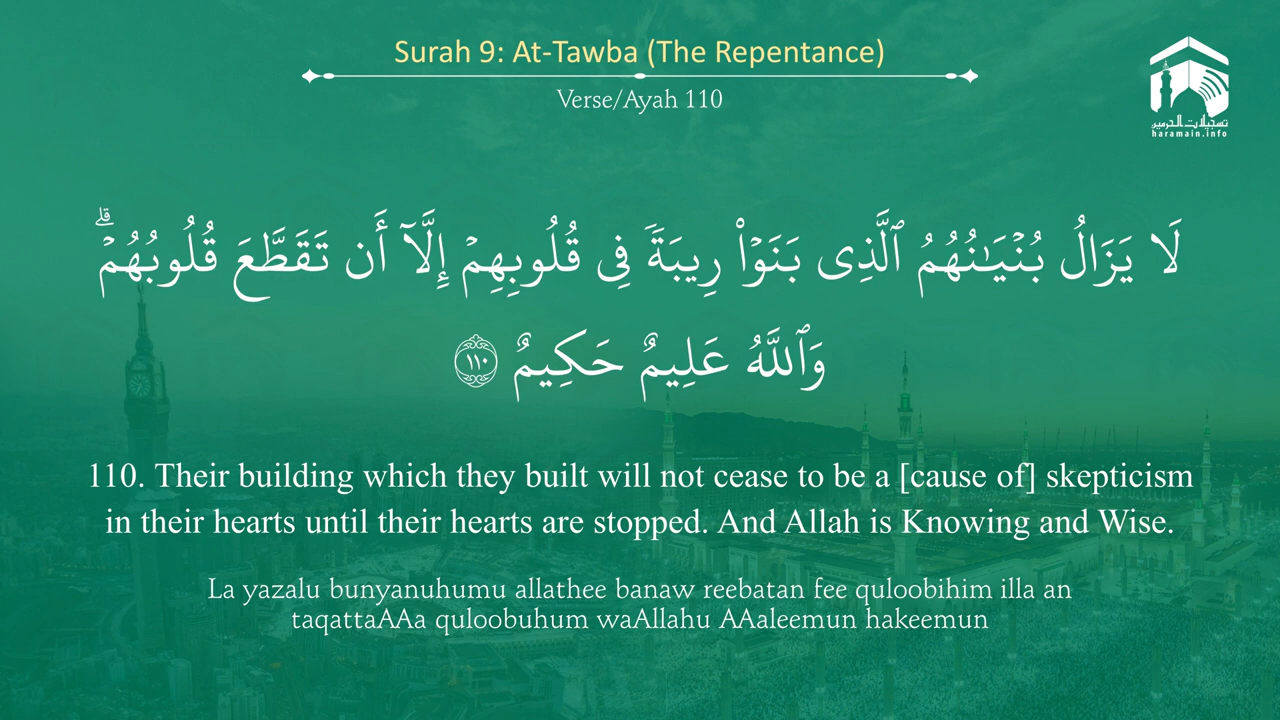 Surah 9: At-Tawba (The Repentance)
Verse/Ayah 110
تسجيلات الحرمين
haramain.info
لَا يَزَالُ بُنْيَـٰنُهُمُ ٱلَّذِى بَنَوْا۟ رِيبَةً فِى قُلُوبِهِمْ إِلَّآ أَن تَقَطَّعَ قُلُوبُهُمْ ۗ
وَٱللَّهُ عَلِيمٌ حَكِيمٌ ١١٠
110. Their building which they built will not cease to be a [cause of] skepticism
in their hearts until their hearts are stopped. And Allah is Knowing and Wise.
La yazalu bunyanuhumu allathee banaw reebatan fee quloobihim illa an
taqattaAAa quloobuhum waAllahu AAaleemun hakeemun